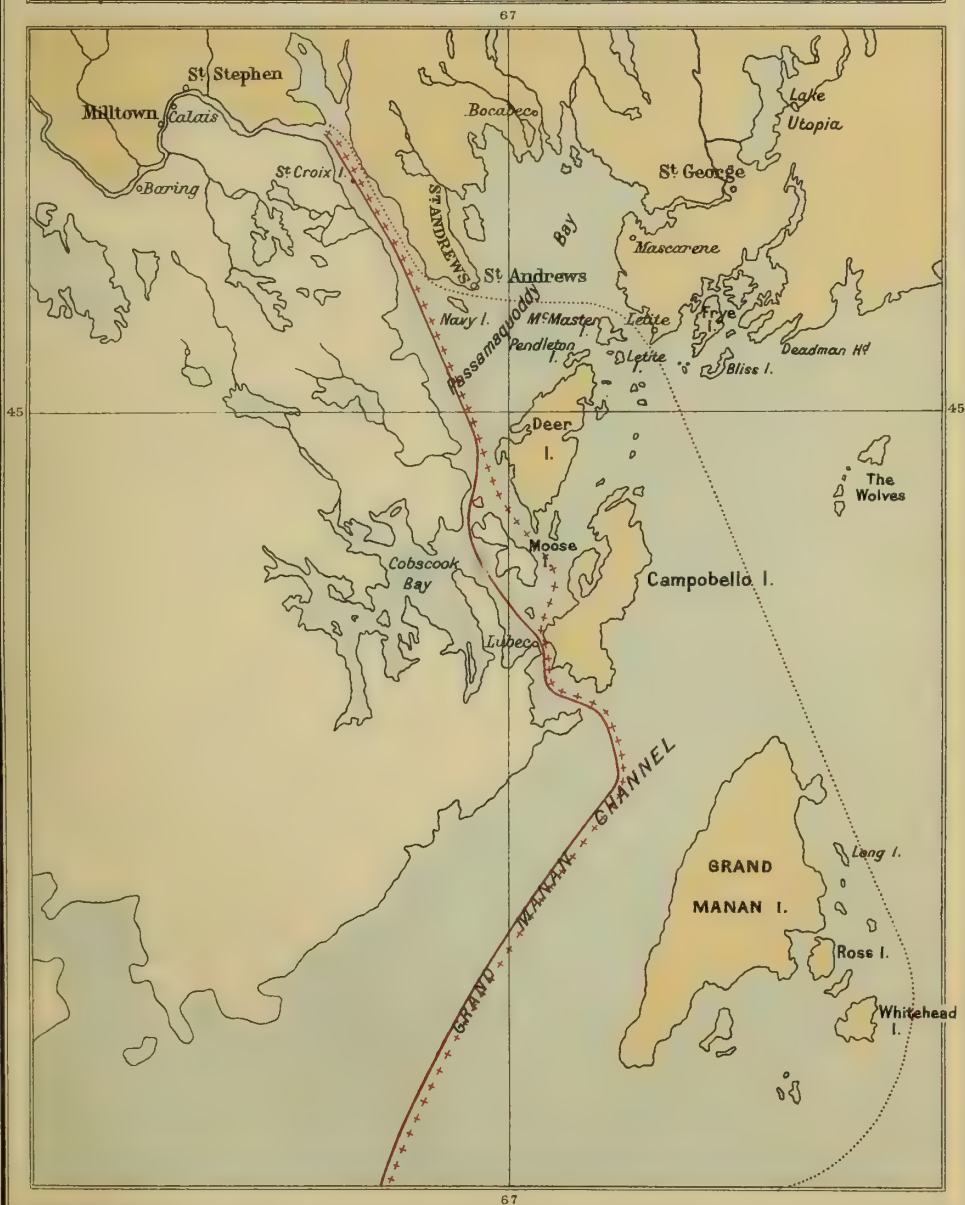 67
St Stephen
Milltown
Calais
Baring
St Croix I.
Bocabec
Lake
Utopia
St George
Mascarene
ST ANDREWS
St Andrews
Bay
Passamaquoddy
Navy I.
McMaster
I.
Letite
Frye
I.
Pendleton
I.
Letite
I.
Bliss I.
Deadman Hd
45
45
Deer
I.
The
Wolves
Moose
I.
Cobscook
Bay
Campobello I.
Lubec
GRAND MANAN CHANNEL
GRAND
MANAN I.
Long I.
Ross I.
Whitehead
I.
67